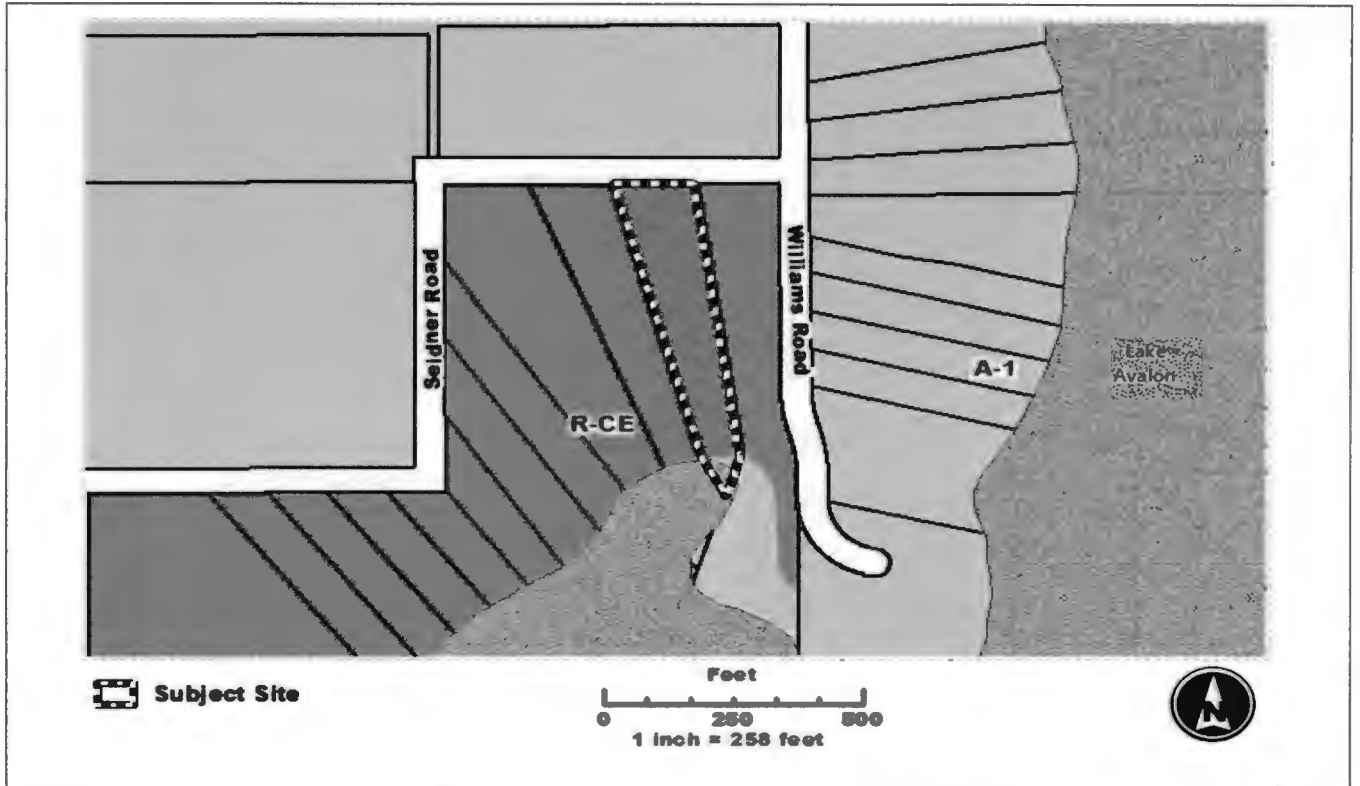 Seidner Road
Williams Road
R-CE
A-1
Lake
Avalon
Subject Site
Feet
0 250 500
1 inch = 258 feet
N